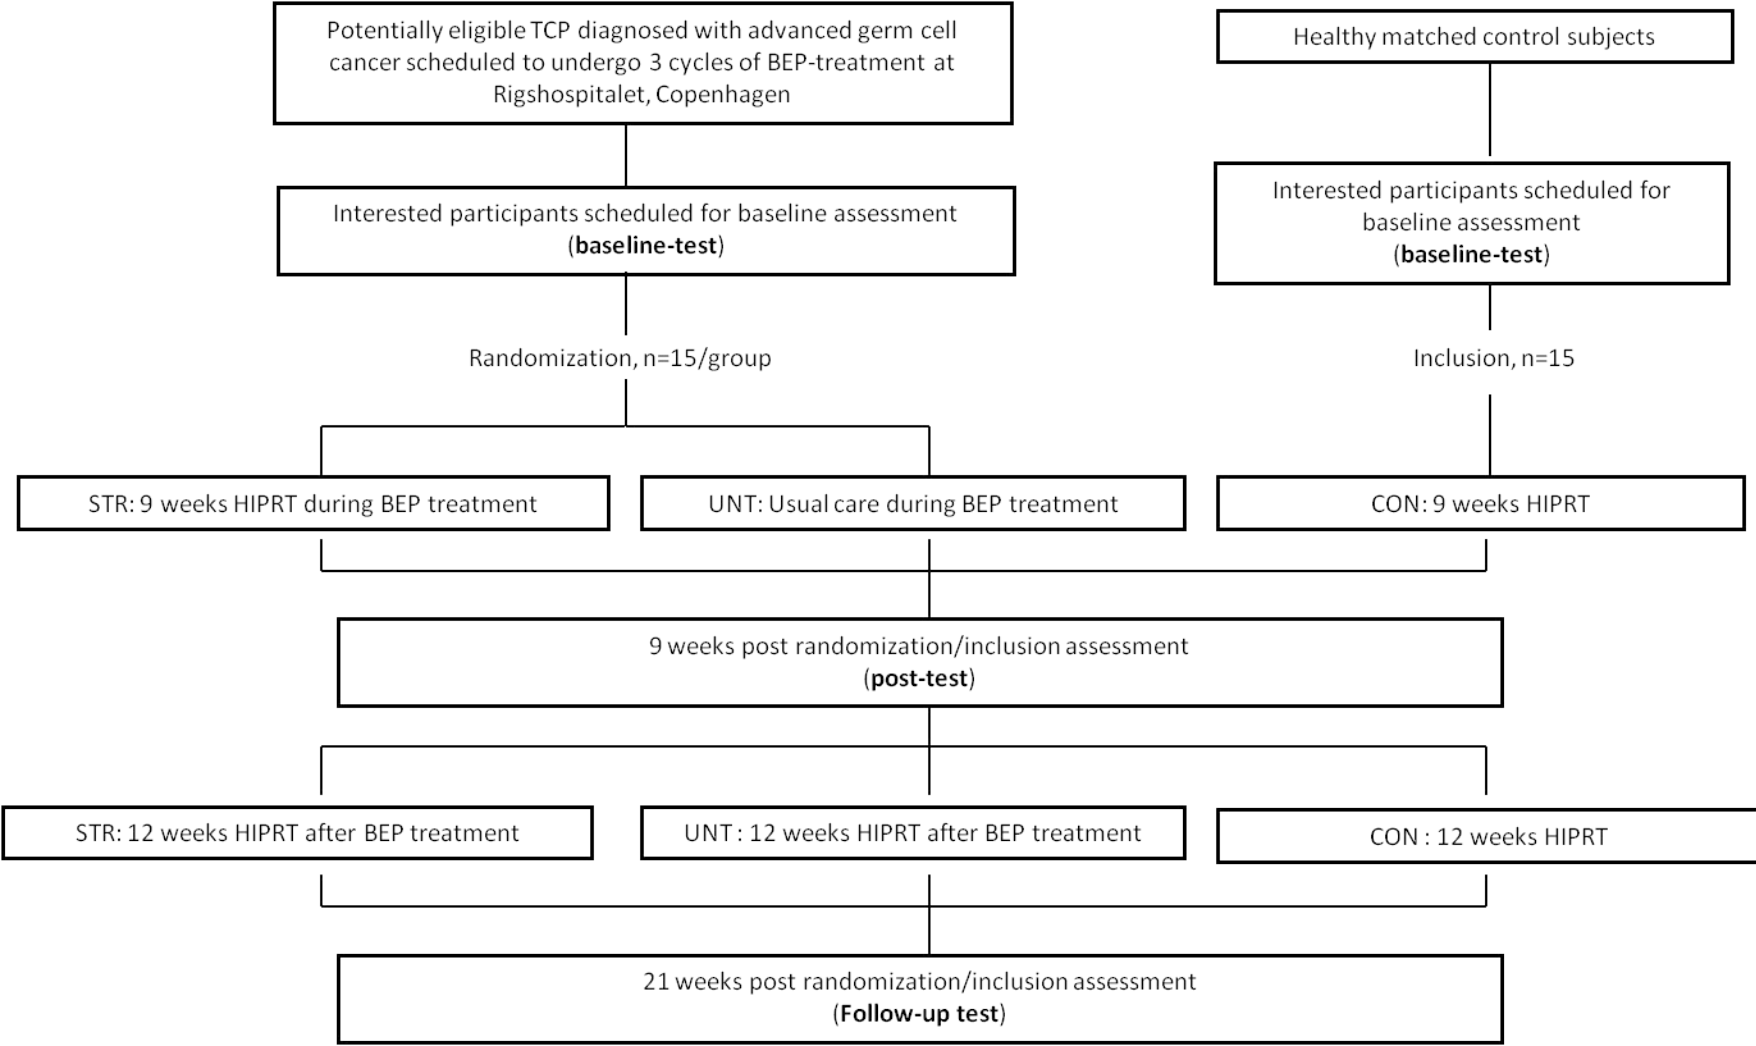 Potentially eligible TCP diagnosed with advanced germ cell
cancer scheduled to undergo 3 cycles of BEP-treatment at
Rigshospitalet, Copenhagen
Healthy matched control subjects
Interested participants scheduled for baseline assessment
(baseline-test)
Interested participants scheduled for
baseline assessment
(baseline-test)
Randomization, n=15/group
Inclusion, n=15
STR: 9 weeks HIPRT during BEP treatment
UNT: Usual care during BEP treatment
CON: 9 weeks HIPRT
9 weeks post randomization/inclusion assessment
(post-test)
STR: 12 weeks HIPRT after BEP treatment
UNT : 12 weeks HIPRT after BEP treatment
CON : 12 weeks HIPRT
21 weeks post randomization/inclusion assessment
(Follow-up test)